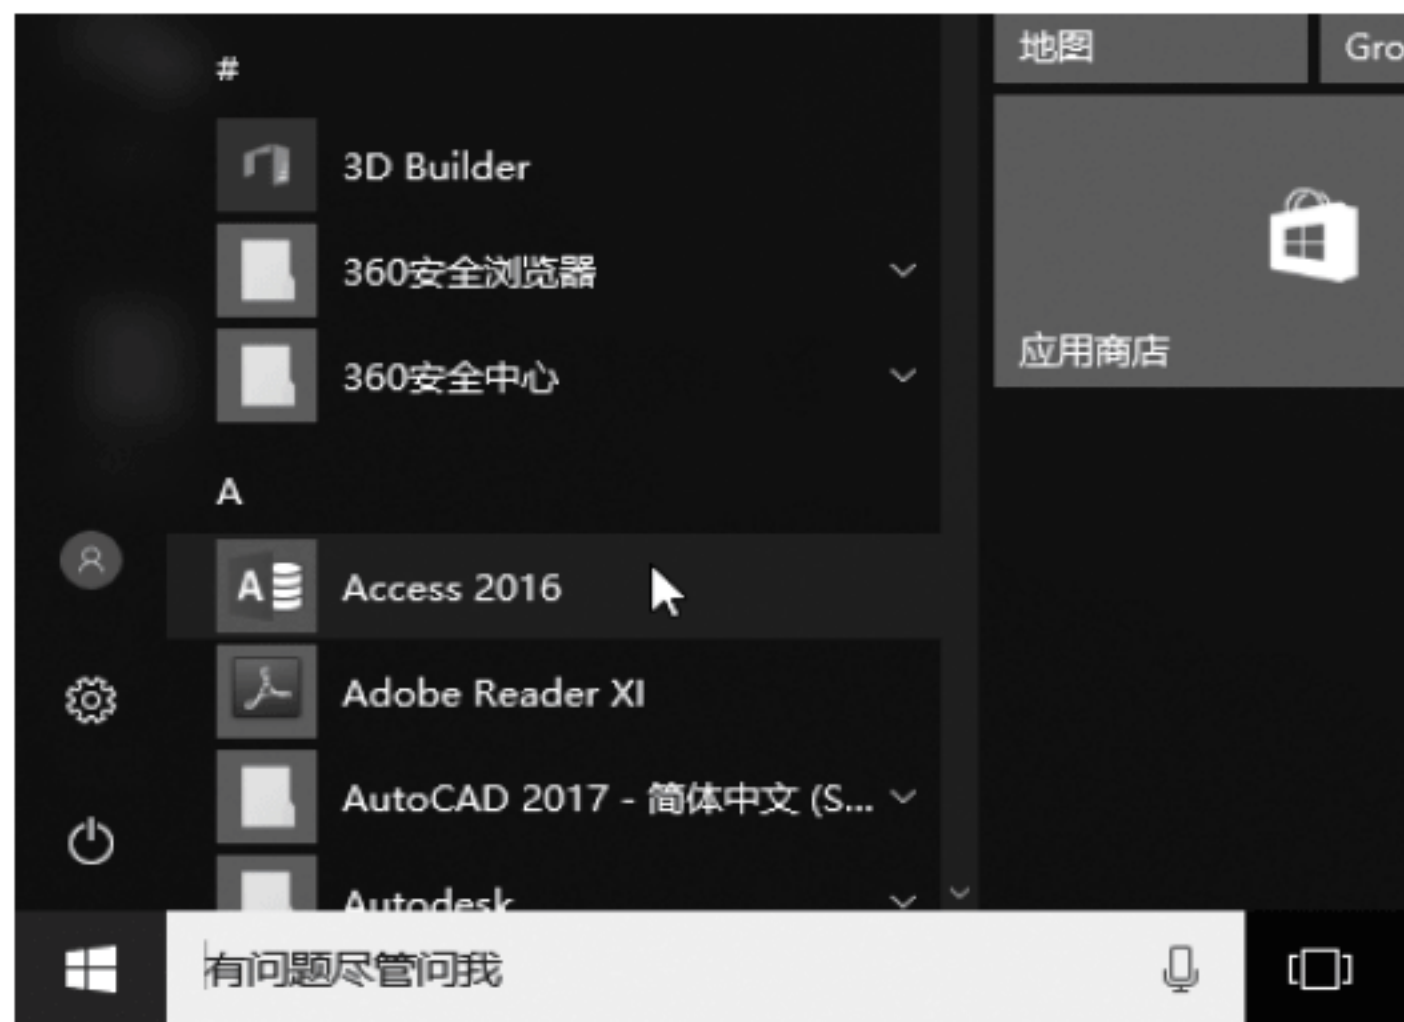 #
3D Builder
360安全浏览器
360安全中心
A
Access 2016
Adobe Reader XI
AutoCAD 2017 - 简体中文 (S...
Autodesk
地图
Gro
应用商店
有问题尽管问我